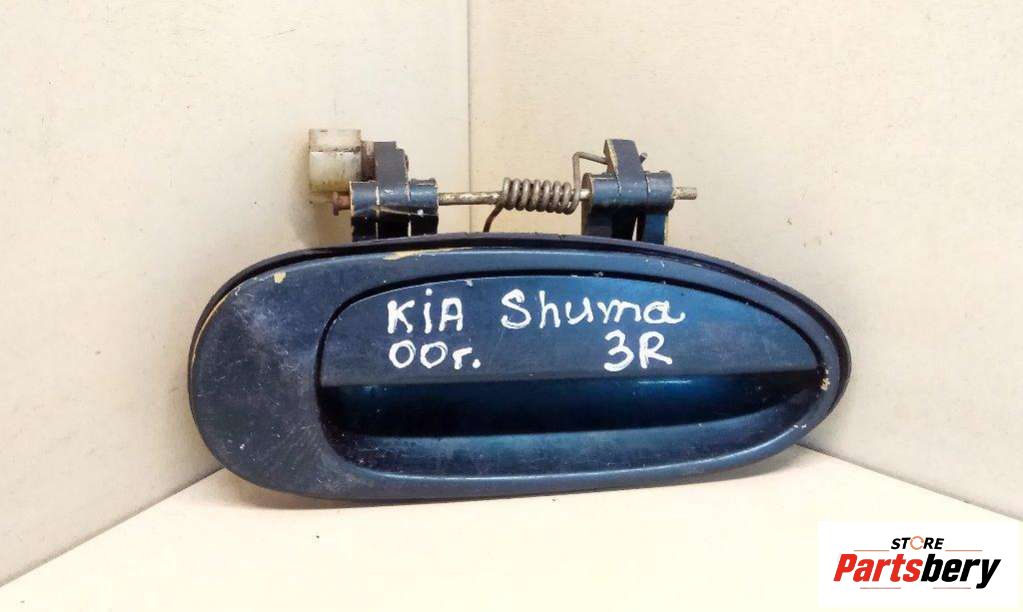 KiA Shuma
00г. 3R
STORE
Partsbery